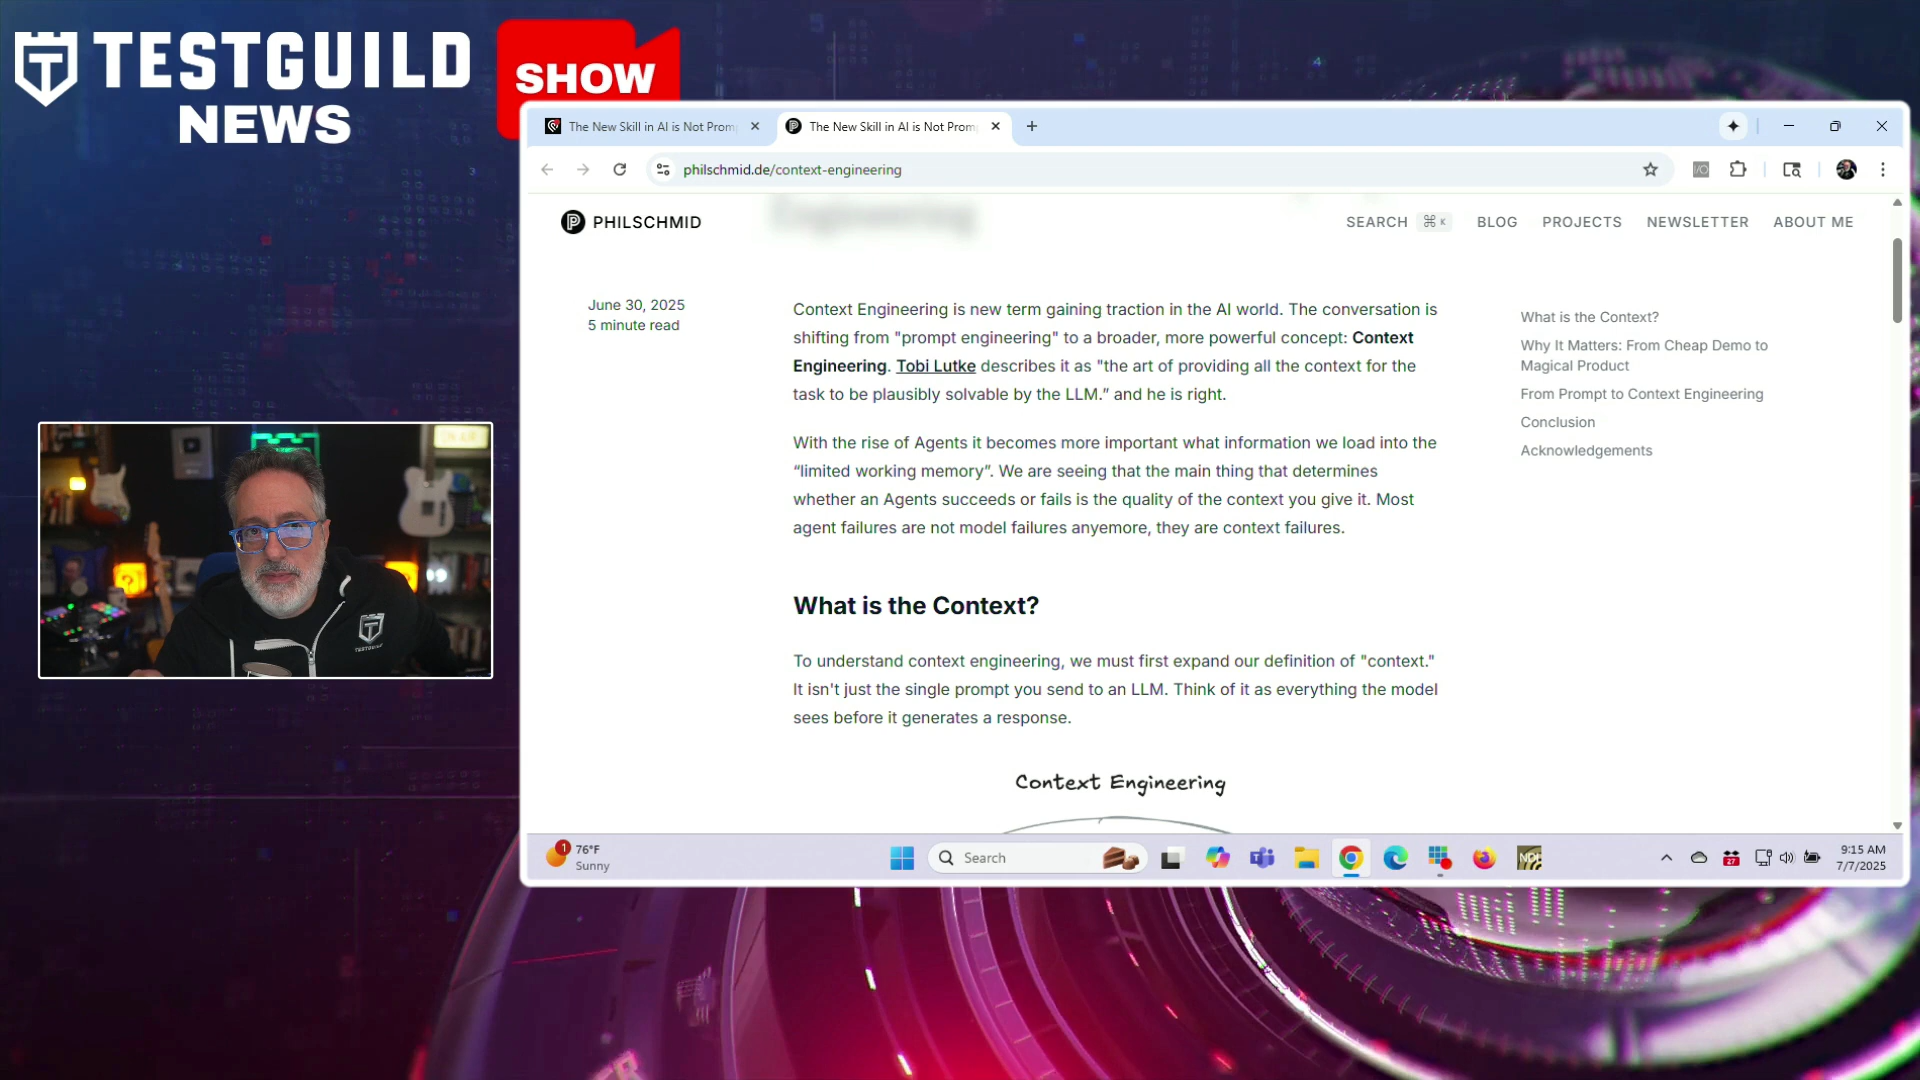 TESTGUILD
NEWS
SHOW
The New Skill in AI is Not Prom
The New Skill in AI is Not Prom
philschmid.de/context-engineering
PHILSCHMID
Engineering
SEARCH ⌘ K
BLOG
PROJECTS
NEWSLETTER
ABOUT ME
June 30, 2025
5 minute read
Context Engineering is new term gaining traction in the AI world. The conversation is
shifting from "prompt engineering" to a broader, more powerful concept: Context
Engineering. Tobi Lutke describes it as "the art of providing all the context for the
task to be plausibly solvable by the LLM.” and he is right.
With the rise of Agents it becomes more important what information we load into the
“limited working memory”. We are seeing that the main thing that determines
whether an Agents succeeds or fails is the quality of the context you give it. Most
agent failures are not model failures anymore, they are context failures.
What is the Context?
To understand context engineering, we must first expand our definition of "context."
It isn't just the single prompt you send to an LLM. Think of it as everything the model
sees before it generates a response.
Context Engineering
What is the Context?
Why It Matters: From Cheap Demo to
Magical Product
From Prompt to Context Engineering
Conclusion
Acknowledgements
TESTGUILD
1
76°F
Sunny
Search
NDI
27
9:15 AM
7/7/2025